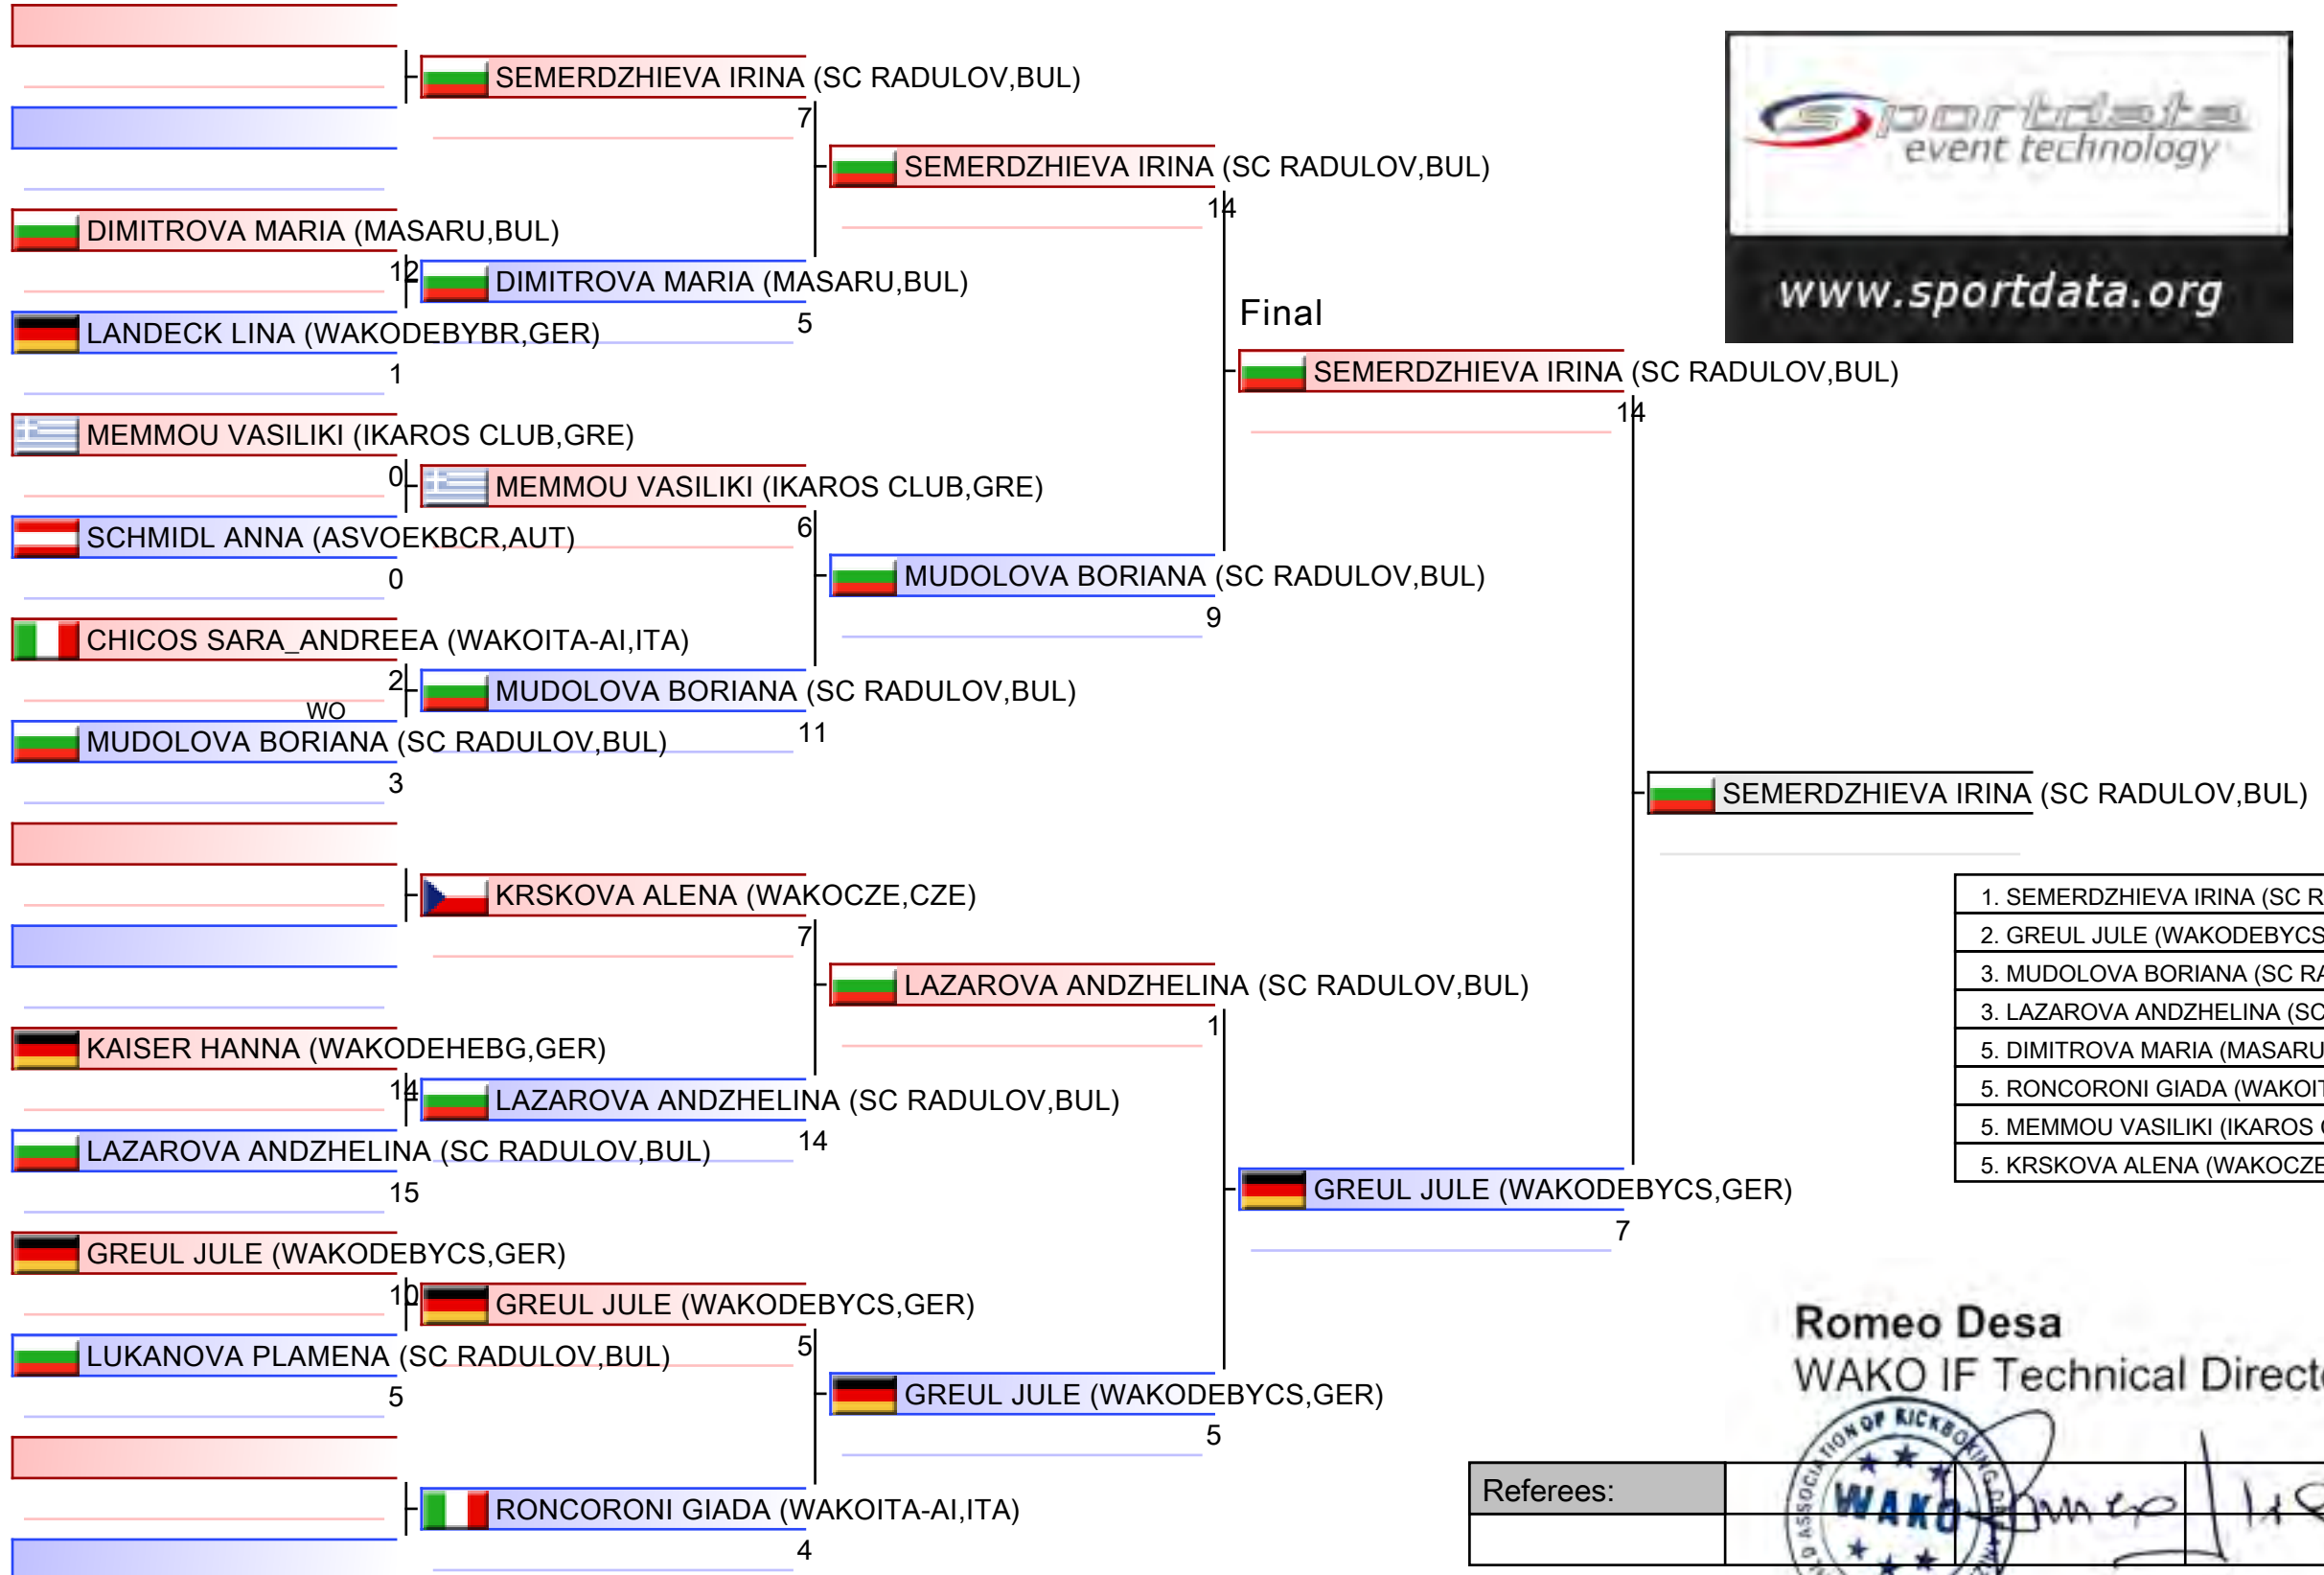 SEMERDZHIEVA IRINA (SC RADULOV,BUL)
7
DIMITROVA MARIA (MASARU,BUL)
12
DIMITROVA MARIA (MASARU,BUL)
5
LANDECK LINA (WAKODEBYBR,GER)
1
MEMMOU VASILIKI (IKAROS CLUB,GRE)
0
MEMMOU VASILIKI (IKAROS CLUB,GRE)
6
SCHMIDL ANNA (ASVOEKBCR,AUT)
0
CHICOS SARA_ANDREEA (WAKOITA-AI,ITA)
2
WO
MUDOLOVA BORIANA (SC RADULOV,BUL)
11
MUDOLOVA BORIANA (SC RADULOV,BUL)
3
KRSKOVA ALENA (WAKOCZE,CZE)
7
KAISER HANNA (WAKODEHEBG,GER)
14
LAZAROVA ANDZHELINA (SC RADULOV,BUL)
14
LAZAROVA ANDZHELINA (SC RADULOV,BUL)
15
GREUL JULE (WAKODEBYCS,GER)
10
GREUL JULE (WAKODEBYCS,GER)
5
LUKANOVA PLAMENA (SC RADULOV,BUL)
5
RONCORONI GIADA (WAKOITA-AI,ITA)
4
SEMERDZHIEVA IRINA (SC RADULOV,BUL)
14
MUDOLOVA BORIANA (SC RADULOV,BUL)
9
LAZAROVA ANDZHELINA (SC RADULOV,BUL)
1
GREUL JULE (WAKODEBYCS,GER)
5
Final
SEMERDZHIEVA IRINA (SC RADULOV,BUL)
14
GREUL JULE (WAKODEBYCS,GER)
7
SEMERDZHIEVA IRINA (SC RADULOV,BUL)
sportdata
event technology
www.sportdata.org
1. SEMERDZHIEVA IRINA (SC R
2. GREUL JULE (WAKODEBYCS
3. MUDOLOVA BORIANA (SC RA
3. LAZAROVA ANDZHELINA (SC
5. DIMITROVA MARIA (MASARU
5. RONCORONI GIADA (WAKOIT
5. MEMMOU VASILIKI (IKAROS
5. KRSKOVA ALENA (WAKOCZE
Romeo Desa
WAKO IF Technical Direct
ASSOCIATION OF KICKBOXING
WAKO
Referees: